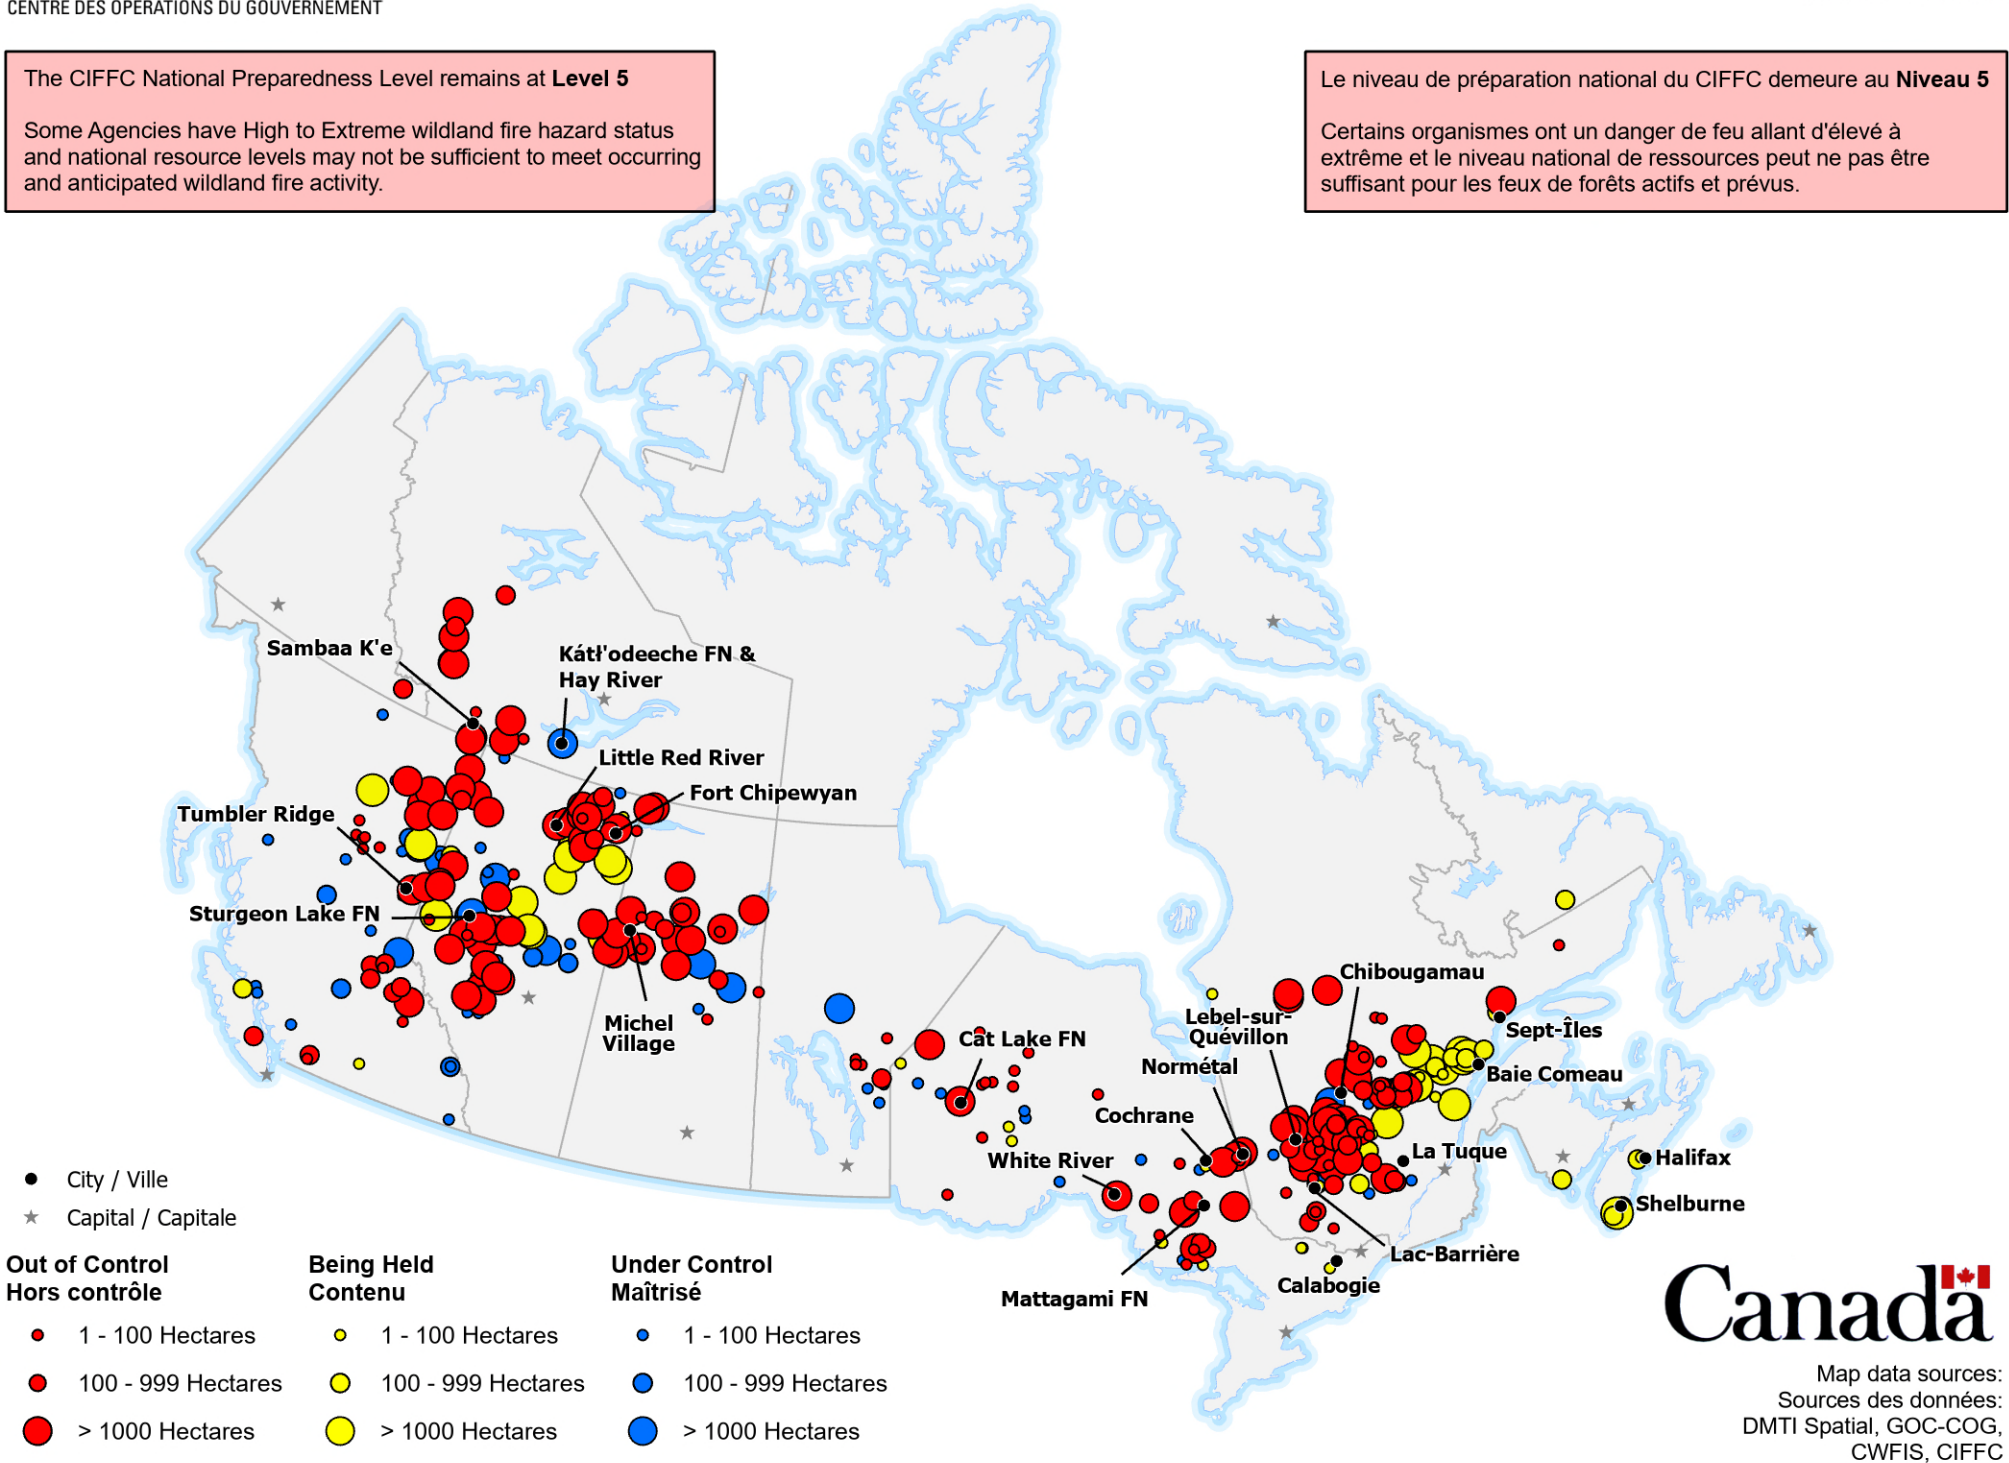 CENTRE DES OPÉRATIONS DU GOUVERNEMENT
The CIFFC National Preparedness Level remains at Level 5
Some Agencies have High to Extreme wildland fire hazard status
and national resource levels may not be sufficient to meet occurring
and anticipated wildland fire activity.
Le niveau de préparation national du CIFFC demeure au Niveau 5
Certains organismes ont un danger de feu allant d'élevé à
extrême et le niveau national de ressources peut ne pas être
suffisant pour les feux de forêts actifs et prévus.
Sambaa K'e
Kátł'odeeche FN &
Hay River
Little Red River
Fort Chipewyan
Tumbler Ridge
Sturgeon Lake FN
Michel
Village
Cat Lake FN
Chibougamau
Lebel-sur-
Quévillon
Normétal
Sept-Îles
Baie Comeau
Cochrane
White River
La Tuque
Halifax
Shelburne
Lac-Barrière
Calabogie
Mattagami FN
City / Ville
Capital / Capitale
Out of Control
Hors contrôle
1 - 100 Hectares
100 - 999 Hectares
> 1000 Hectares
Being Held
Contenu
1 - 100 Hectares
100 - 999 Hectares
> 1000 Hectares
Under Control
Maîtrisé
1 - 100 Hectares
100 - 999 Hectares
> 1000 Hectares
Canada
Map data sources:
Sources des données:
DMTI Spatial, GOC-COG,
CWFIS, CIFFC